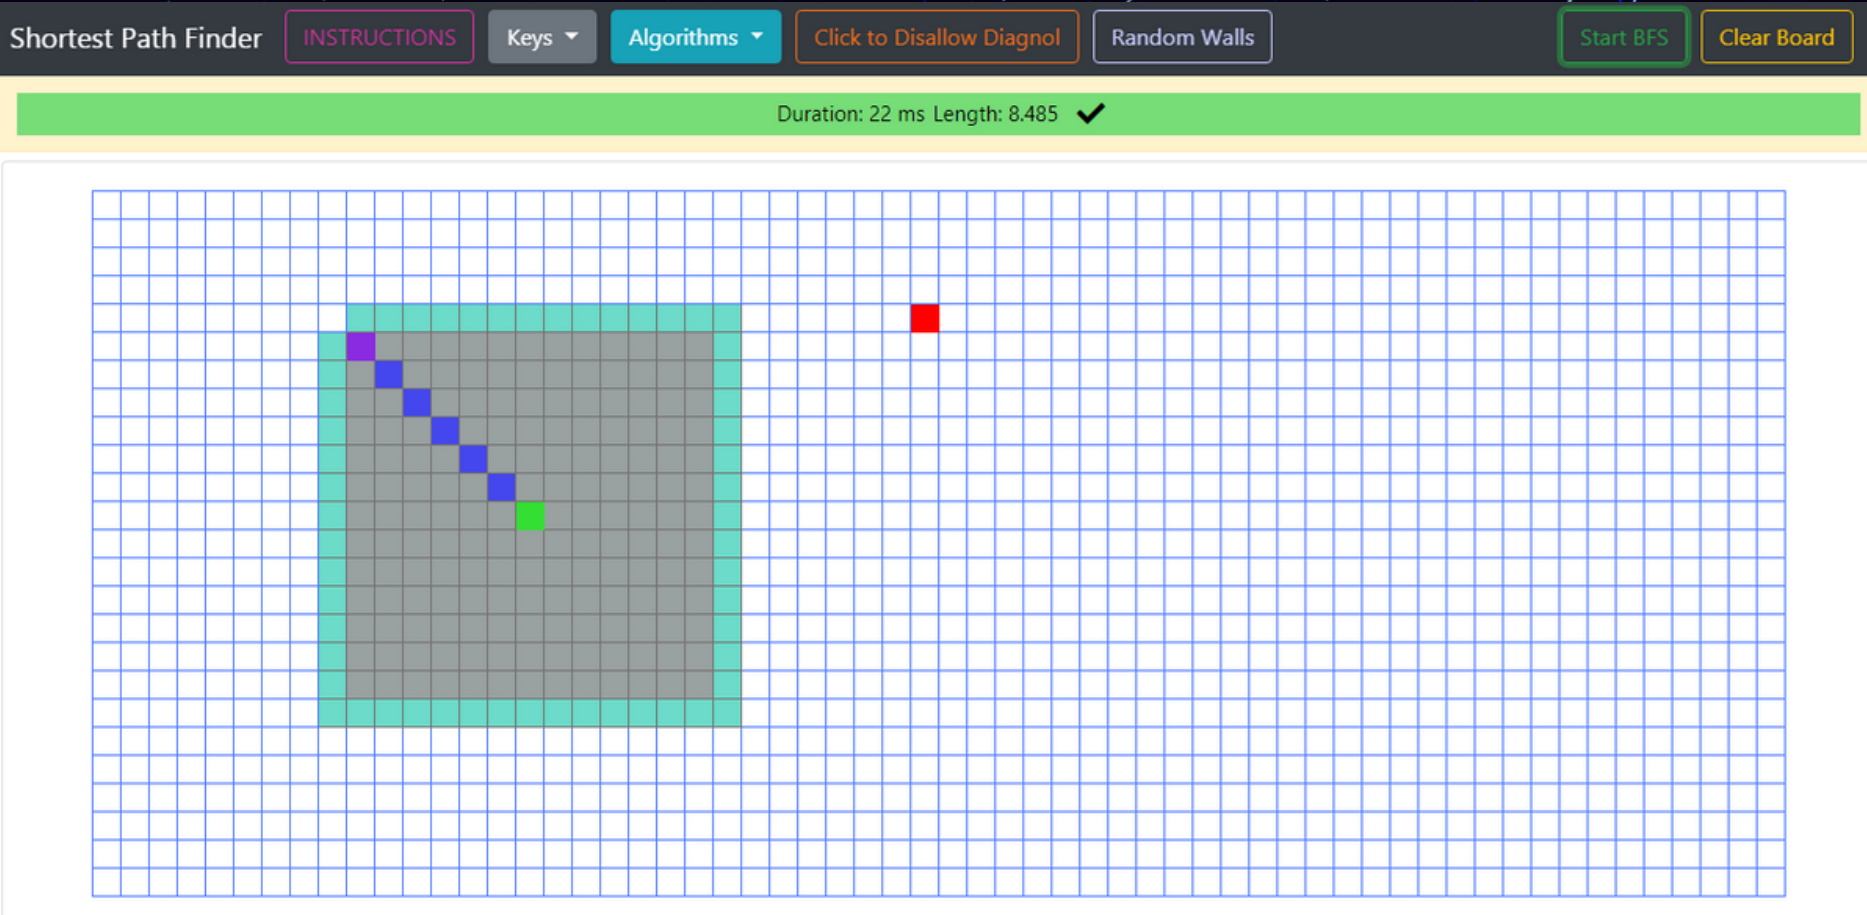 Shortest Path Finder INSTRUCTIONS Keys Algorithms Click to Disallow Diagnol Random Walls Start BFS Clear Board
Duration: 22 ms Length: 8.485